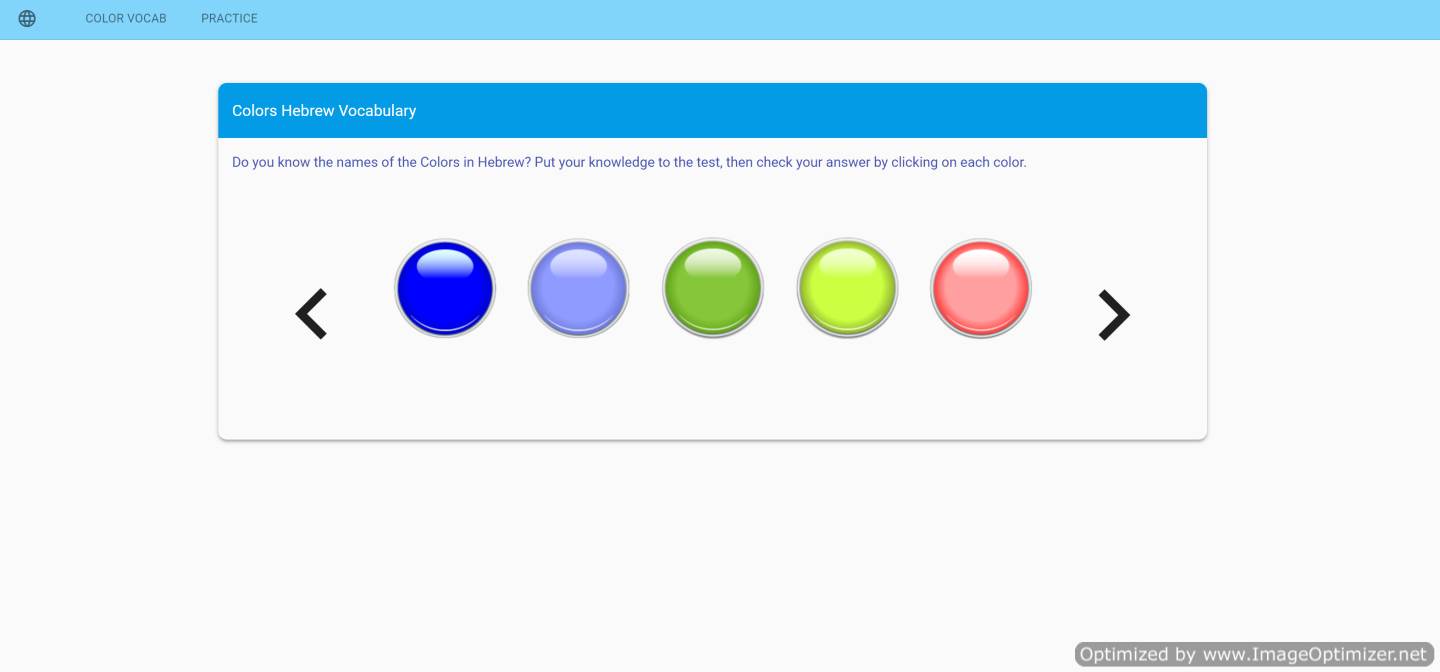 COLOR VOCAB PRACTICE
Colors Hebrew Vocabulary
Do you know the names of the Colors in Hebrew? Put your knowledge to the test, then check your answer by clicking on each color.
Optimized by www.ImageOptimizer.net